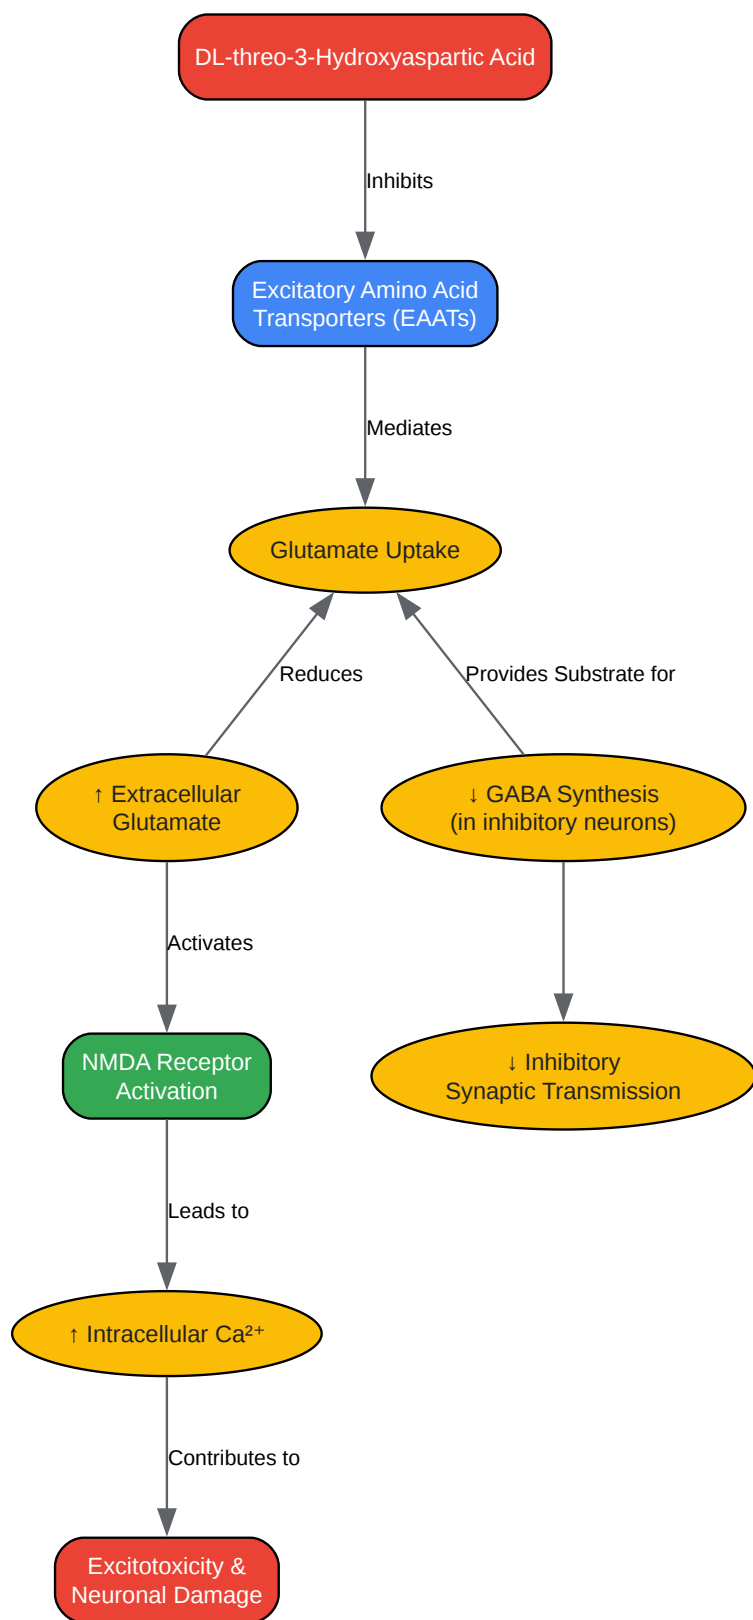 DL-threo-3-Hydroxyaspartic Acid
Inhibits
Excitatory Amino Acid
Transporters (EAATs)
Mediates
Glutamate Uptake
Reduces
Provides Substrate for
↑ Extracellular
Glutamate
↓ GABA Synthesis
(in inhibitory neurons)
Activates
NMDA Receptor
Activation
↓ Inhibitory
Synaptic Transmission
Leads to
↑ Intracellular Ca²⁺
Contributes to
Excitotoxicity &
Neuronal Damage